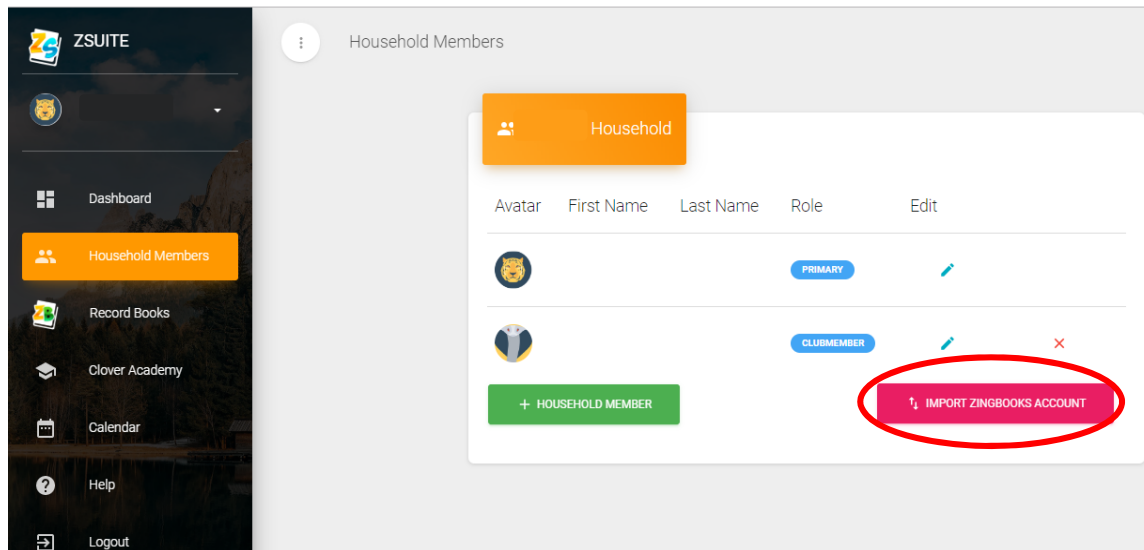 ZSUITE
Household Members
Dashboard
Household Members
Record Books
Clover Academy
Calendar
Help
Logout
Household
Avatar First Name Last Name Role Edit
PRIMARY
CLUBMEMBER
+ HOUSEHOLD MEMBER
IMPORT ZINGBOOKS ACCOUNT